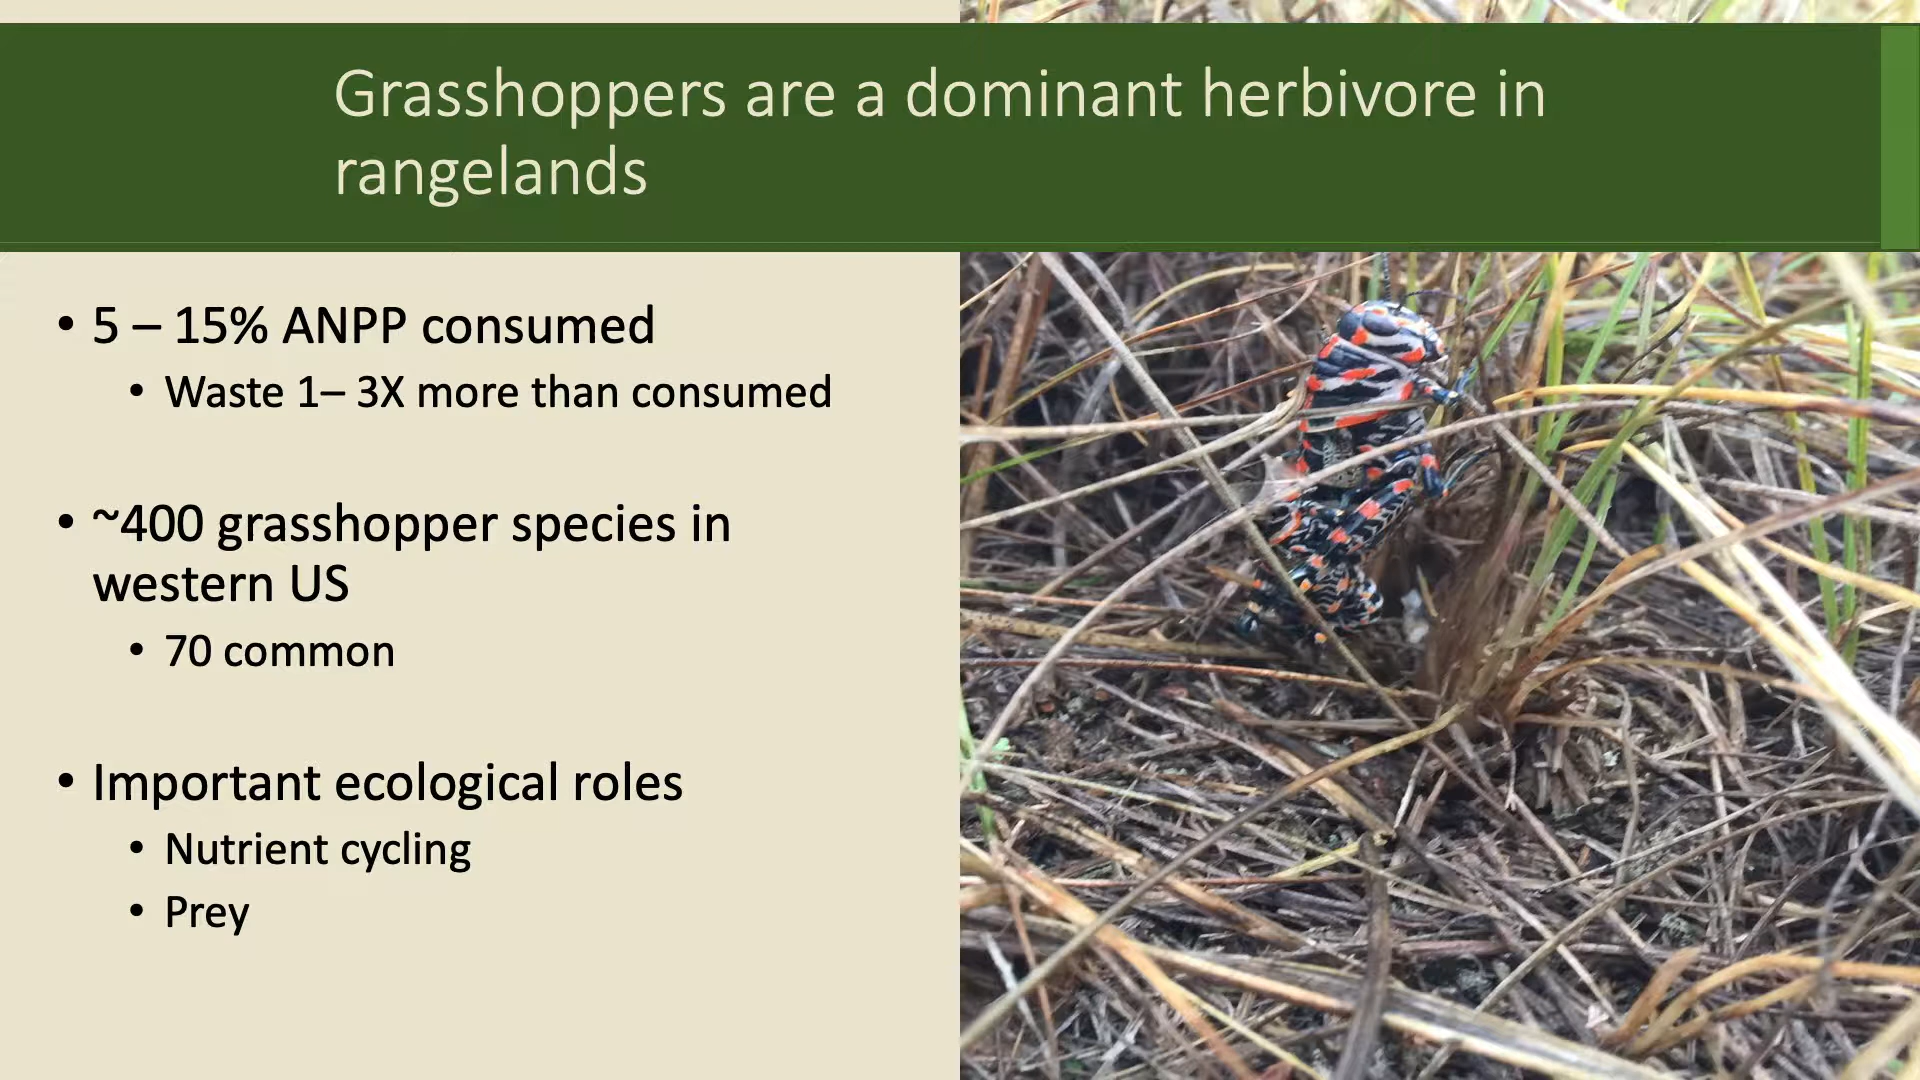 Grasshoppers are a dominant herbivore in
rangelands
• 5 – 15% ANPP consumed
• Waste 1– 3X more than consumed
• ~400 grasshopper species in
western US
• 70 common
• Important ecological roles
• Nutrient cycling
• Prey